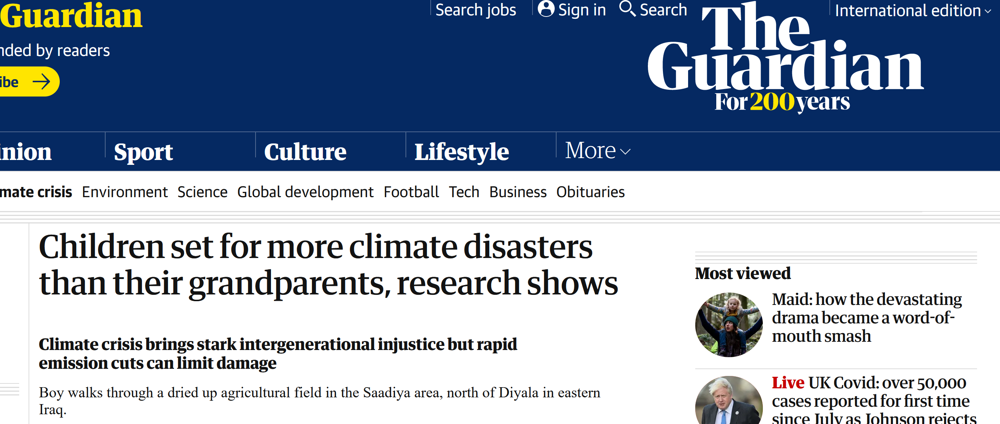 Guardian
Search jobs
Sign in
Search
International edition
The
Guardian
For 200 years
by readers
Sport
Culture
Lifestyle
More
crisis
Environment
Science
Global development
Football
Tech
Business
Obituaries
Children set for more climate disasters
than their grandparents, research shows
Climate crisis brings stark intergenerational injustice but rapid
emission cuts can limit damage
Boy walks through a dried up agricultural field in the Saadiya area, north of Diyala in eastern
Iraq.
Most viewed
Maid: how the devastating
drama became a word-of-
mouth smash
Live UK Covid: over 50,000
cases reported for first time
since July as Johnson rejects